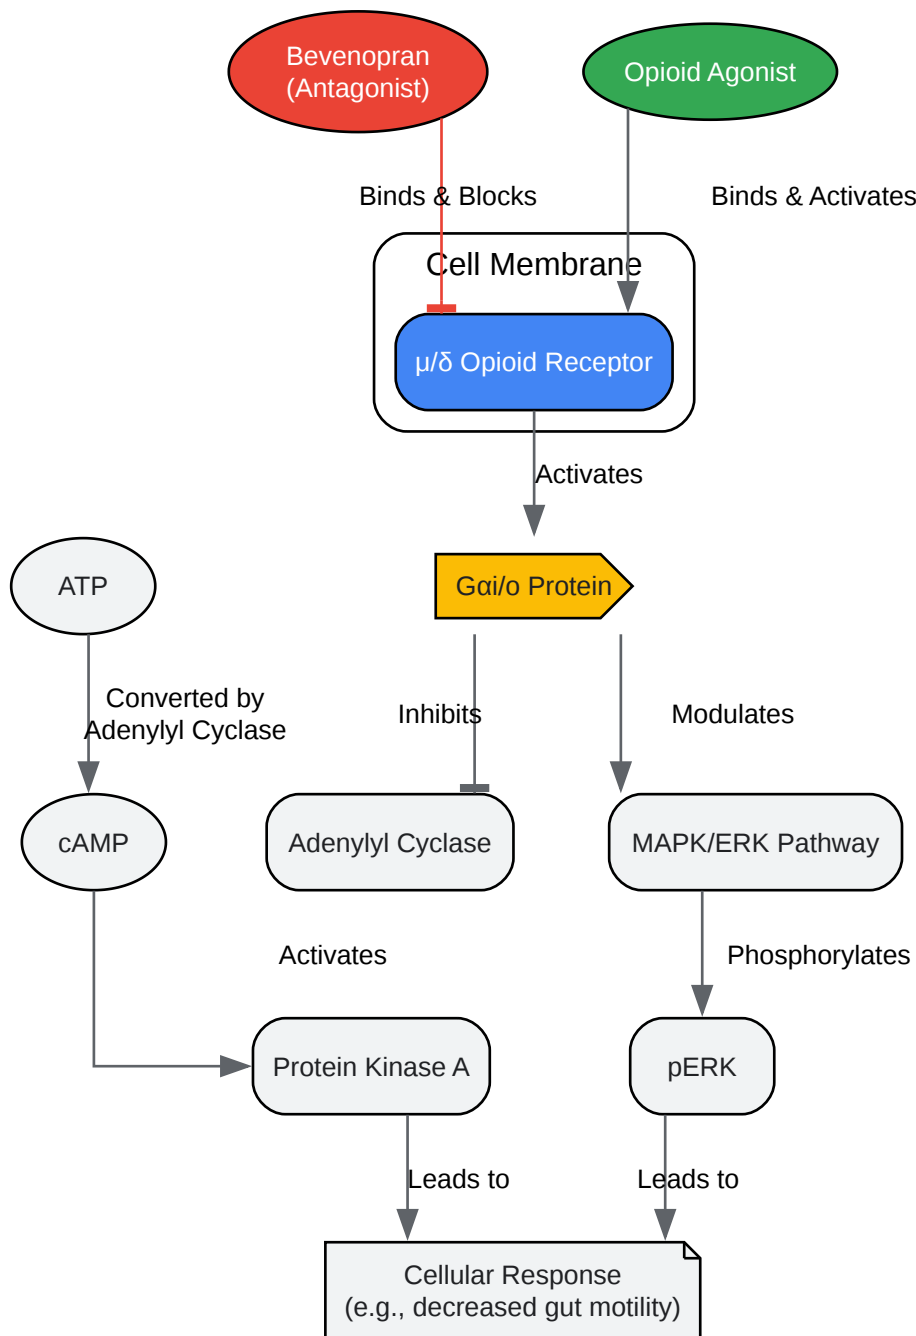 Bevenopran
(Antagonist)
Opioid Agonist
Binds & Blocks
Binds & Activates
Cell Membrane
μ/δ Opioid Receptor
Activates
ATP
Gαi/o Protein
Converted by
Adenylyl Cyclase
Inhibits
Modulates
cAMP
Adenylyl Cyclase
MAPK/ERK Pathway
Activates
Phosphorylates
Protein Kinase A
pERK
Leads to
Leads to
Cellular Response
(e.g., decreased gut motility)